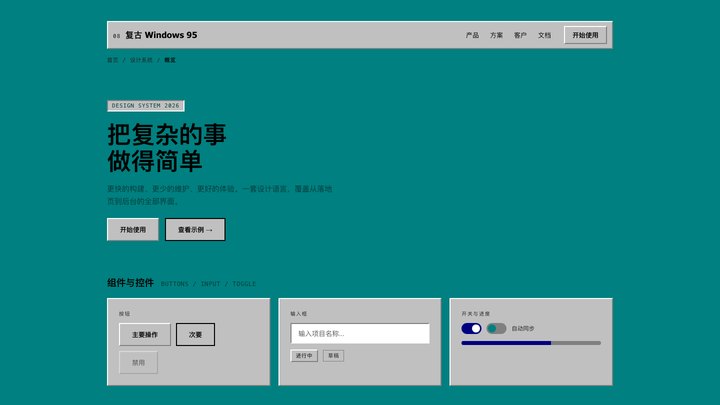 08 复古 Windows 95
产品 方案 客户 文档 开始使用
首页 / 设计系统 / 概览
DESIGN SYSTEM 2026
把复杂的事
做得简单
更快的构建、更少的维护、更好的体验。一套设计语言，覆盖从落地
页到后台的全部界面。
开始使用 查看示例 →
组件与控件 BUTTONS / INPUT / TOGGLE
按钮
主要操作 次要
禁用
输入框
输入项目名称...
进行中 草稿
开关与进度
自动同步